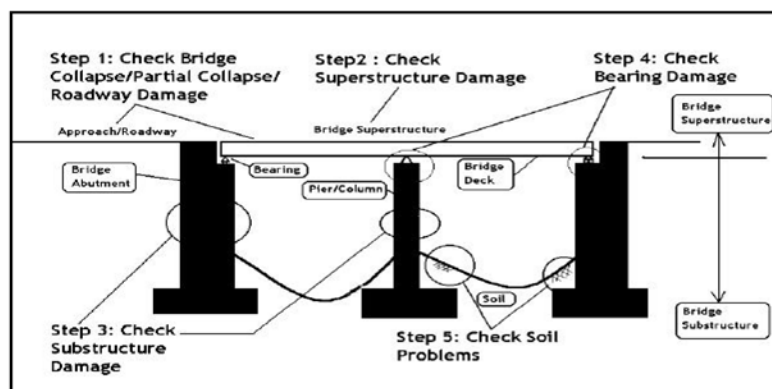 Step 1: Check Bridge
Collapse/Partial Collapse/
Roadway Damage
Step2 : Check
Superstructure Damage
Step 4: Check
Bearing Damage
Approach/Roadway
Bridge Superstructure
Bridge
Superstructure
Bridge
Abutment
Bearing
Pier/Column
Bridge
Deck
Step 3: Check
Substructure
Damage
Soil
Step 5: Check Soil
Problems
Bridge
Substructure